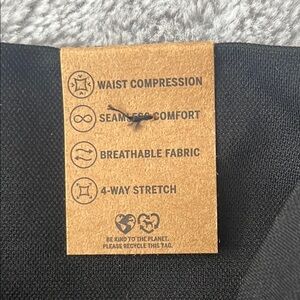 WAIST COMPRESSION
SEAMLESS COMFORT
BREATHABLE FABRIC
4-WAY STRETCH
BE KIND TO THE PLANET.
PLEASE RECYCLE THIS TAG.